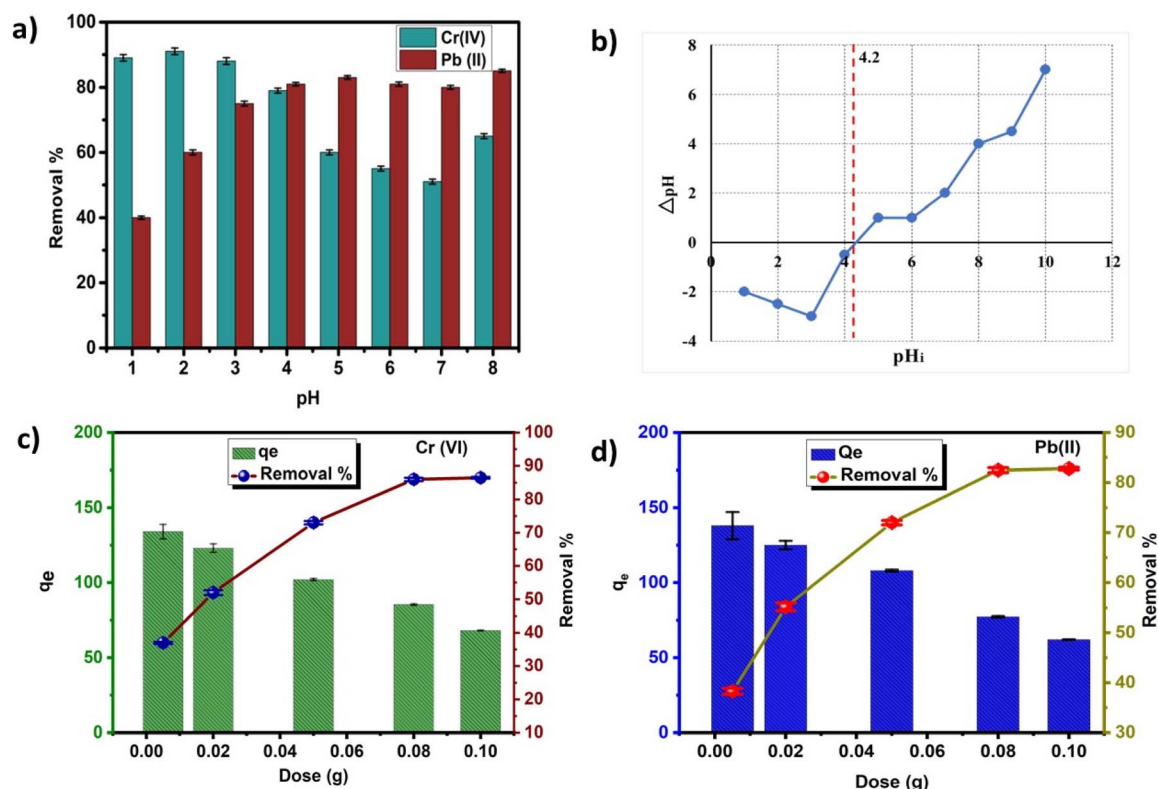 a)
100
80
60
40
20
0
Removal %
Cr(IV)
Pb (II)
1 2 3 4 5 6 7 8
pH
b)
8
6
4
2
0
-2
-4
△pH
4.2
0 2 4 6 8 10 12
pHi
c)
200
150
100
50
0
qe
qe
Removal %
Cr (VI)
100
90
80
70
60
50
40
30
20
10
Removal %
0.00 0.02 0.04 0.06 0.08 0.10
Dose (g)
d)
200
150
100
50
0
qe
Qe
Removal %
Pb(II)
90
80
70
60
50
40
30
Removal %
0.00 0.02 0.04 0.06 0.08 0.10
Dose (g)